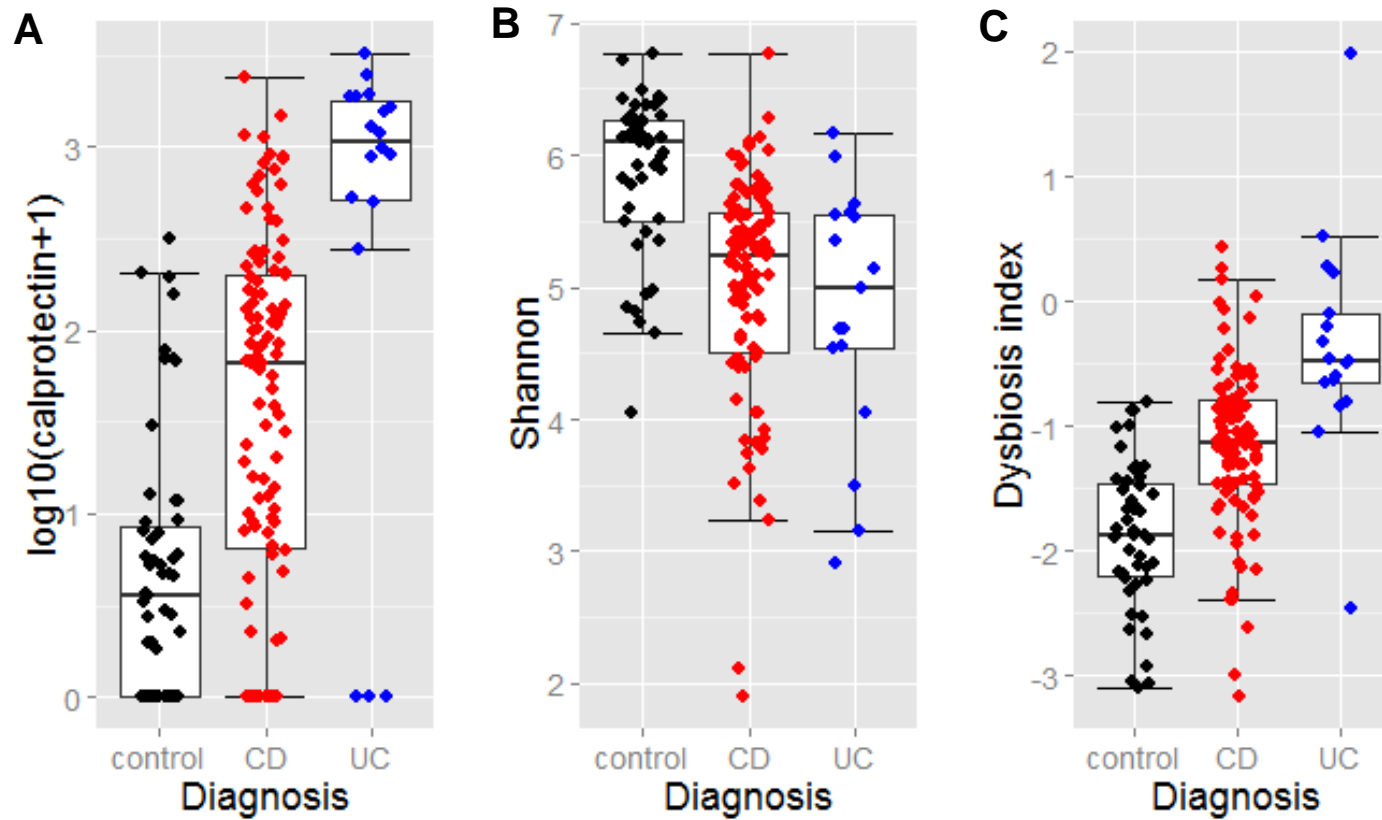 A
log10(calprotectin+1)
3
2
1
0
control CD UC
Diagnosis
B
Shannon
7
6
5
4
3
2
control CD UC
Diagnosis
C
Dysbiosis index
2
1
0
-1
-2
-3
control CD UC
Diagnosis